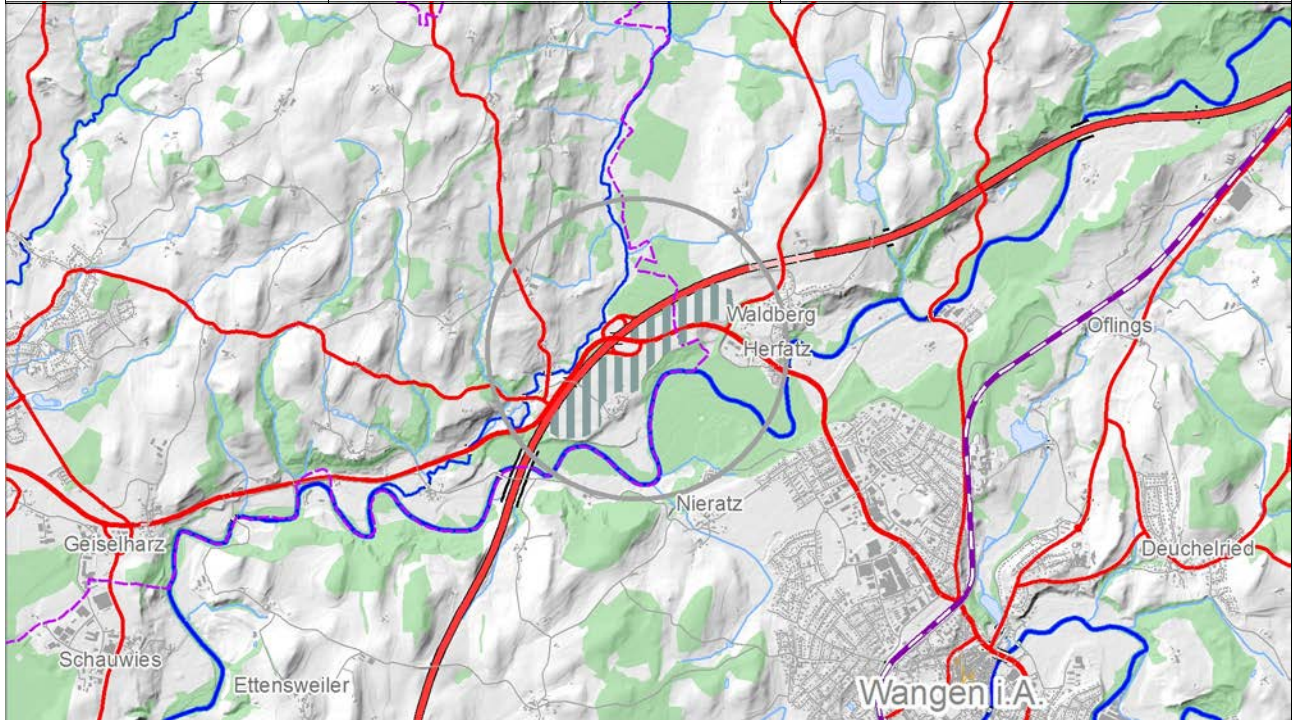 Waldberg
Herfatz
Oflings
Nieratz
Geiselharz
Deuchelried
Schauwies
Ettensweiler
Wangen i.A.